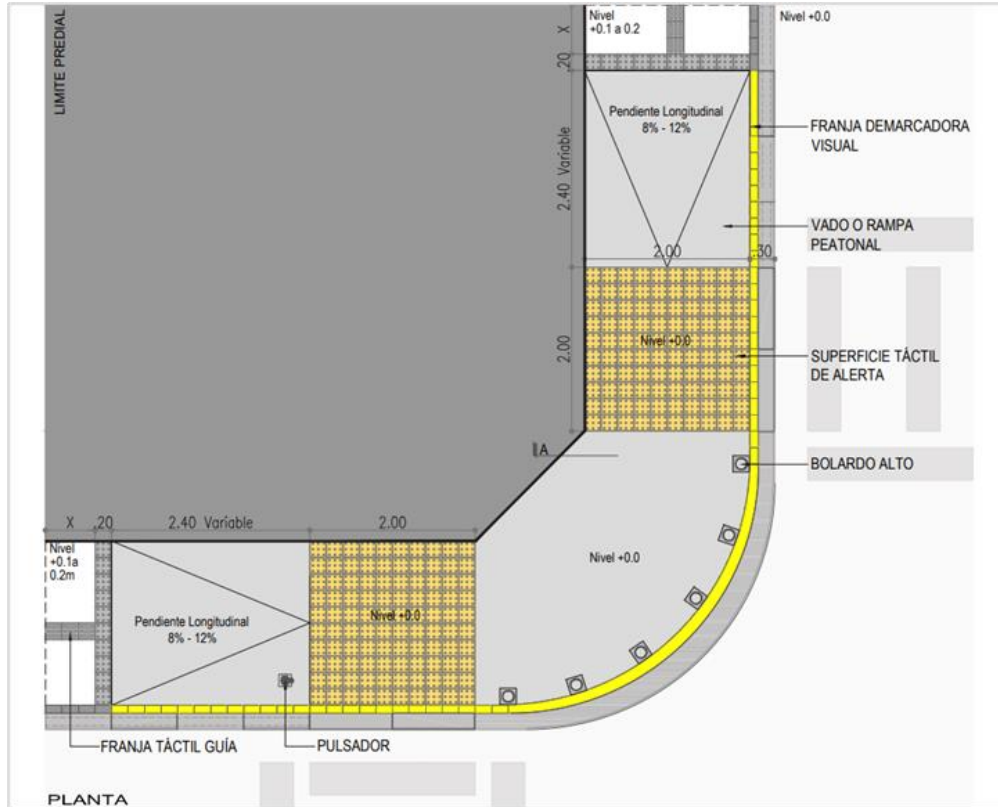 LIMITE PREDIAL
Nivel
+0.1 a 0.2
Nivel +0.0
X
.20
Pendiente Longitudinal
8% - 12%
FRANJA DEMARCADORA
VISUAL
2.40 Variable
VADO O RAMPA
PEATONAL
2.00
.30
Nivel +0.0
2.00
SUPERFICIE TÁCTIL
DE ALERTA
A
BOLARDO ALTO
X
.20
2.40 Variable
2.00
Nivel
+0.1a
0.2m
Nivel +0.0
Pendiente Longitudinal
8% - 12%
Nivel +0.0
FRANJA TÁCTIL GUÍA
PULSADOR
PLANTA